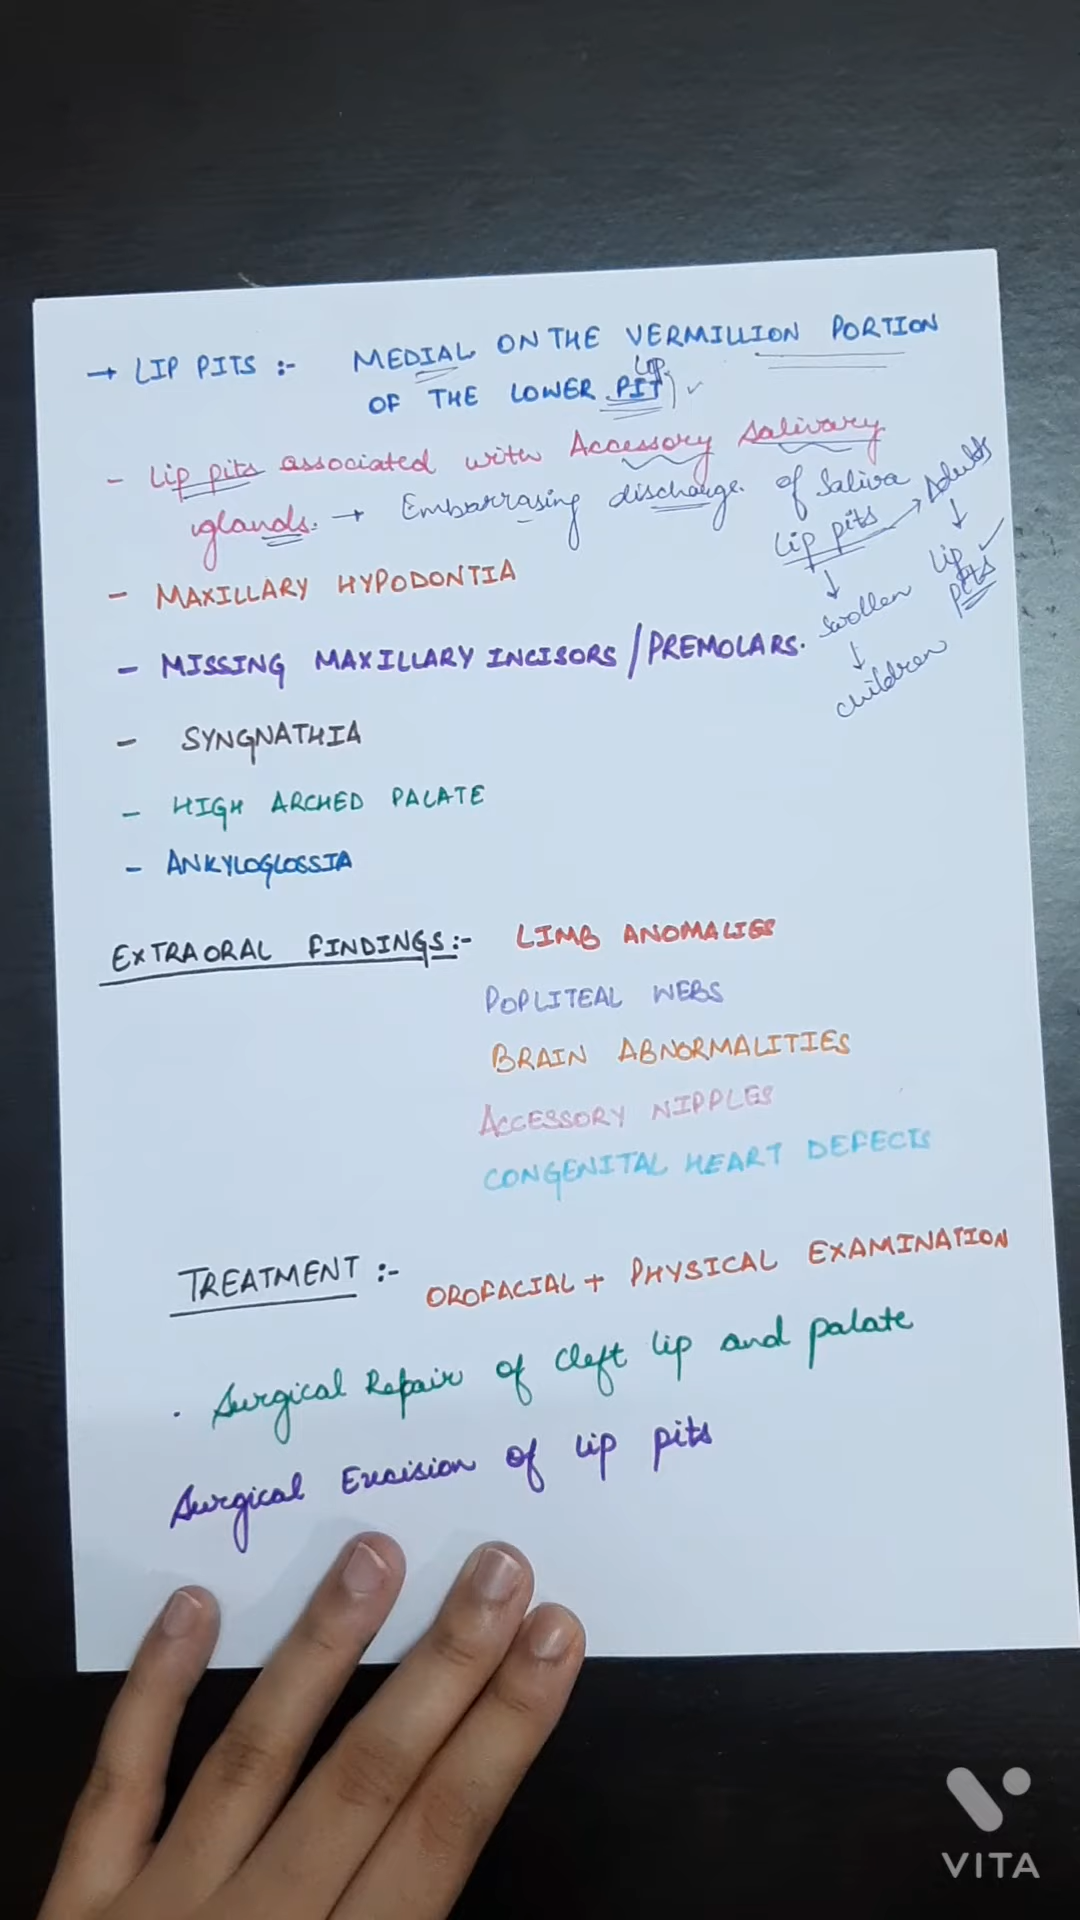 → LIP PITS :- MEDIAL ON THE VERMILLION PORTION
OF THE LOWER PIT Lip
- Lip pits associated with Accessory Salivary
glands. → Embarrasing discharge of Saliva
Lip pits → Adults
↓ ↓
swollen Lip pits
↓
children
- MAXILLARY HYPODONTIA
- MISSING MAXILLARY INCISORS / PREMOLARS.
- SYNGNATHIA
- HIGH ARCHED PALATE
- ANKYLOGLOSSIA
EXTRAORAL FINDINGS :- LIMB ANOMALIES
POPLITEAL WEBS
BRAIN ABNORMALITIES
ACCESSORY NIPPLES
CONGENITAL HEART DEFECTS
TREATMENT :- OROFACIAL + PHYSICAL EXAMINATION
. Surgical Repair of Cleft lip and palate
Surgical Excision of lip pits
VITA